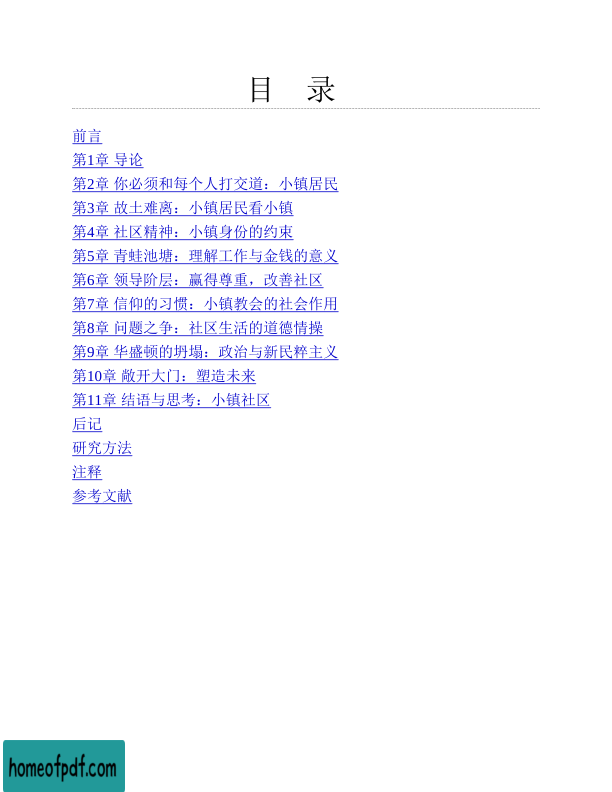 目 录
前言
第1章 导论
第2章 你必须和每个人打交道：小镇居民
第3章 故土难离：小镇居民看小镇
第4章 社区精神：小镇身份的约束
第5章 青蛙池塘：理解工作与金钱的意义
第6章 领导阶层：赢得尊重，改善社区
第7章 信仰的习惯：小镇教会的社会作用
第8章 问题之争：社区生活的道德情操
第9章 华盛顿的坍塌：政治与新民粹主义
第10章 敞开大门：塑造未来
第11章 结语与思考：小镇社区
后记
研究方法
注释
参考文献
homeofpdf.com